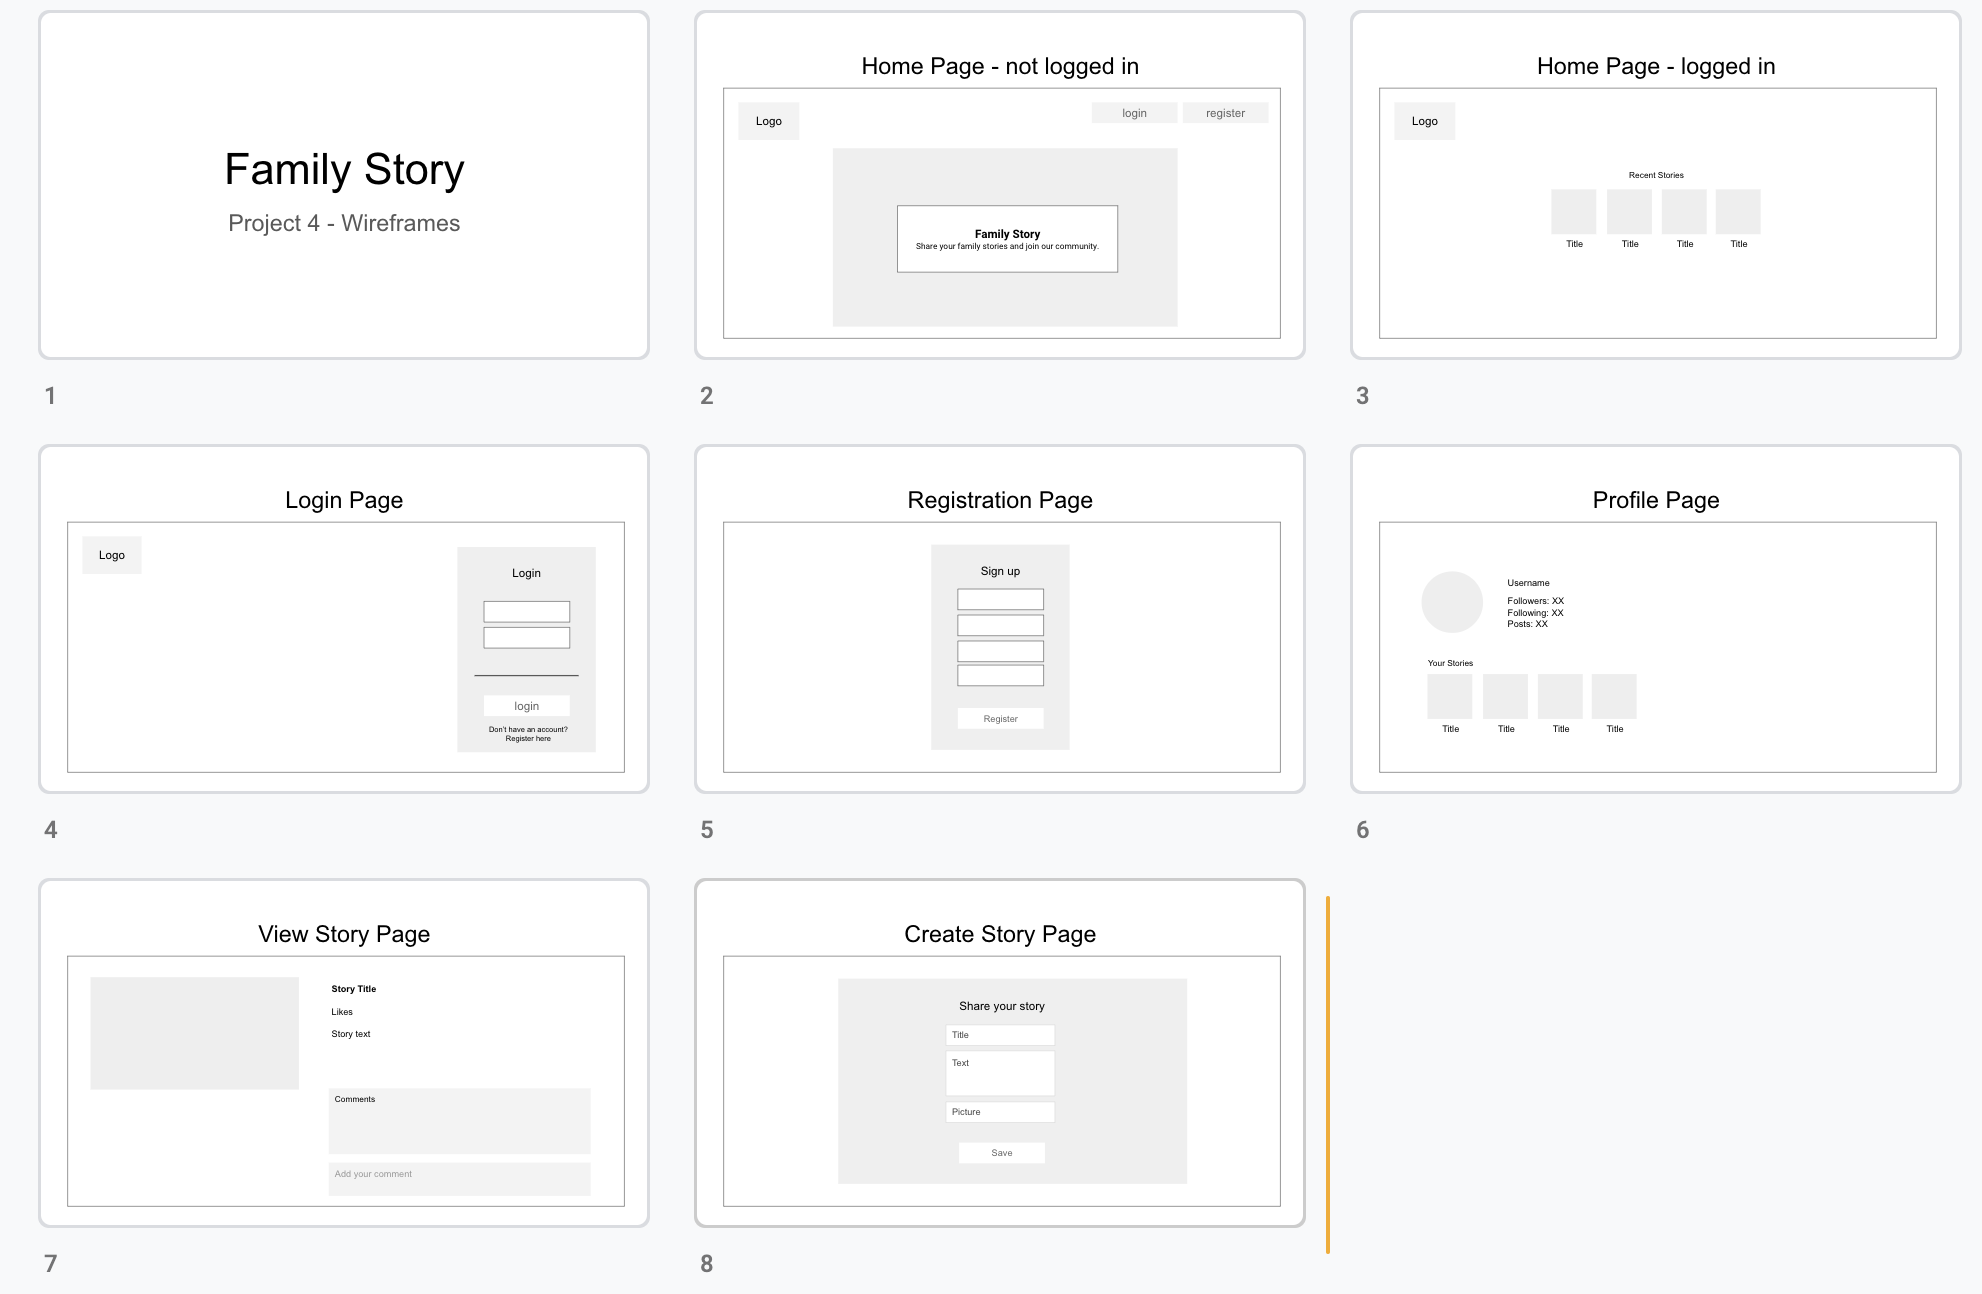 Family Story
Project 4 - Wireframes
1
Home Page - not logged in
Logo
login
register
Family Story
Share your family stories and join our community.
2
Home Page - logged in
Logo
Recent Stories
Title
Title
Title
Title
3
Login Page
Logo
Login
login
Don't have an account?
Register here
4
Registration Page
Sign up
Register
5
Profile Page
Username
Followers: XX
Following: XX
Posts: XX
Your Stories
Title
Title
Title
Title
6
View Story Page
Story Title
Likes
Story text
Comments
Add your comment
7
Create Story Page
Share your story
Title
Text
Picture
Save
8